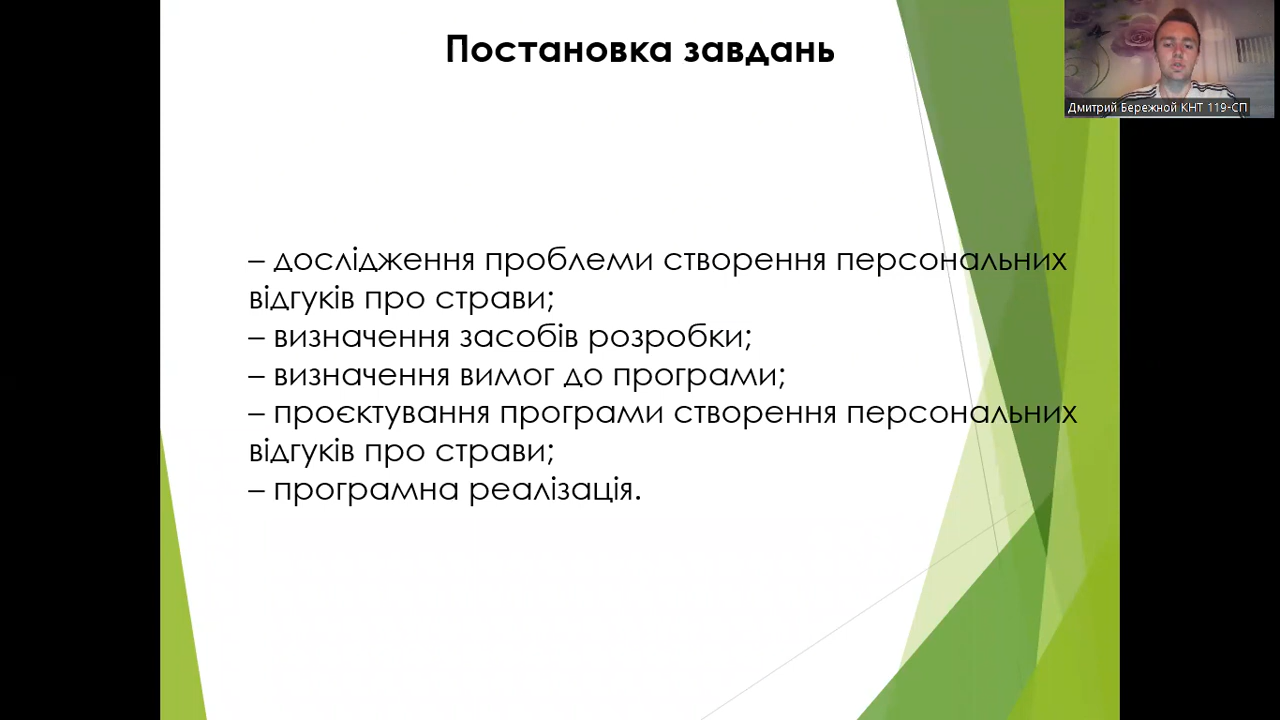 Постановка завдань
Дмитрий Бережной КНТ 119-СП
– дослідження проблеми створення персональних
відгуків про страви;
– визначення засобів розробки;
– визначення вимог до програми;
– проєктування програми створення персональних
відгуків про страви;
– програмна реалізація.